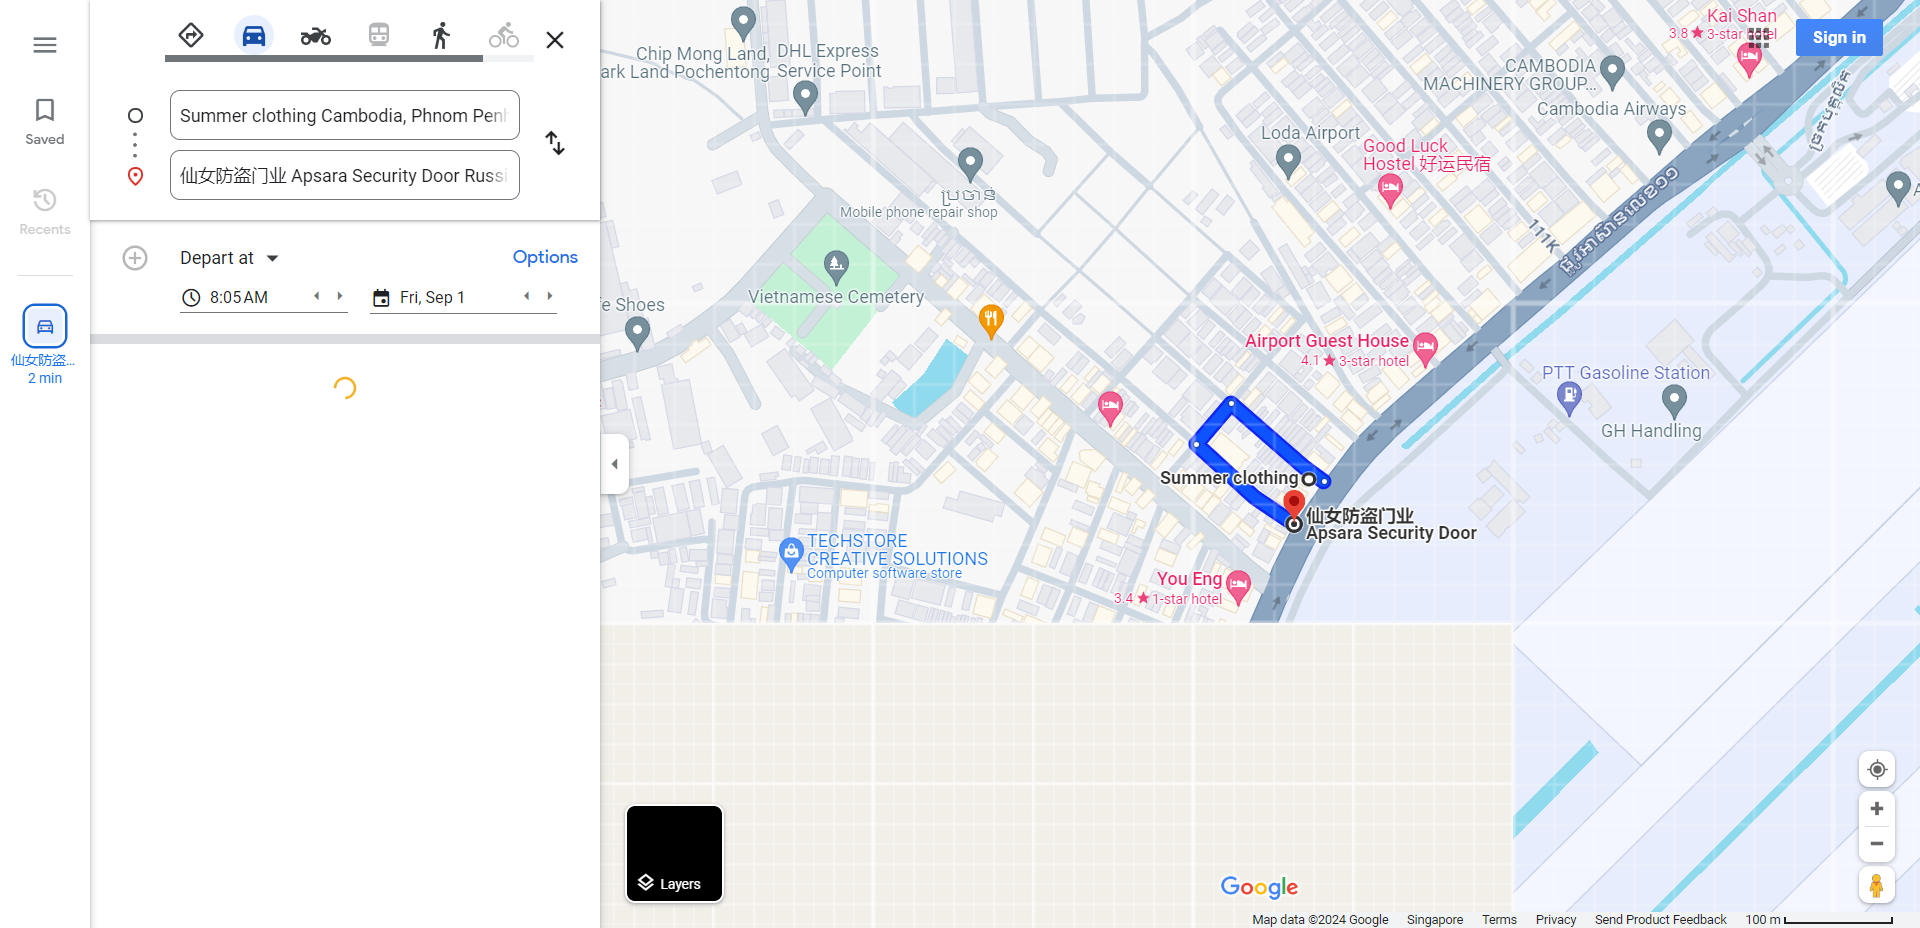 Saved
Recents
仙女防盗...
2 min
Summer clothing Cambodia, Phnom Penh
仙女防盗门业 Apsara Security Door Russi
Depart at
Options
8:05 AM
Fri, Sep 1
Chip Mong Land,
ark Land Pochentong
DHL Express
Service Point
Kai Shan
3.8★ 3-star hotel
Sign in
CAMBODIA
MACHINERY GROUP...
Cambodia Airways
Loda Airport
Good Luck
Hostel 好运民宿
ប្រចាន់
Mobile phone repair shop
111K
Vietnamese Cemetery
fe Shoes
Airport Guest House
4.1★ 3-star hotel
PTT Gasoline Station
GH Handling
Summer clothing
仙女防盗门业
Apsara Security Door
TECHSTORE
CREATIVE SOLUTIONS
Computer software store
You Eng
3.4★ 1-star hotel
Layers
Google
Map data ©2024 Google
Singapore
Terms
Privacy
Send Product Feedback
100 m